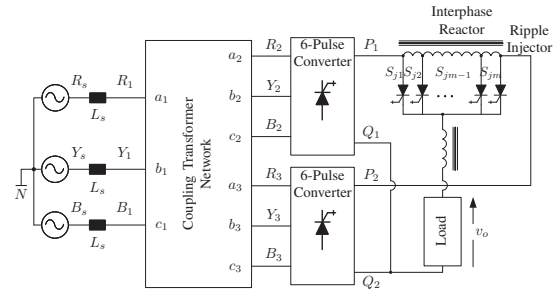 Interphase
Reactor
Ripple
Injector
6-Pulse
Converter
R_2
P_1
a_2
S_{j1} S_{j2} S_{jm-1} S_{jm}
...
R_s R_1
a_1
L_s
Y_2
b_2
B_2
c_2
Q_1
Coupling Transformer
Network
Y_s Y_1
N
b_1
L_s
R_3
P_2
a_3
6-Pulse
Converter
B_s B_1
c_1
L_s
Y_3
b_3
B_3
c_3
Load
v_o
Q_2